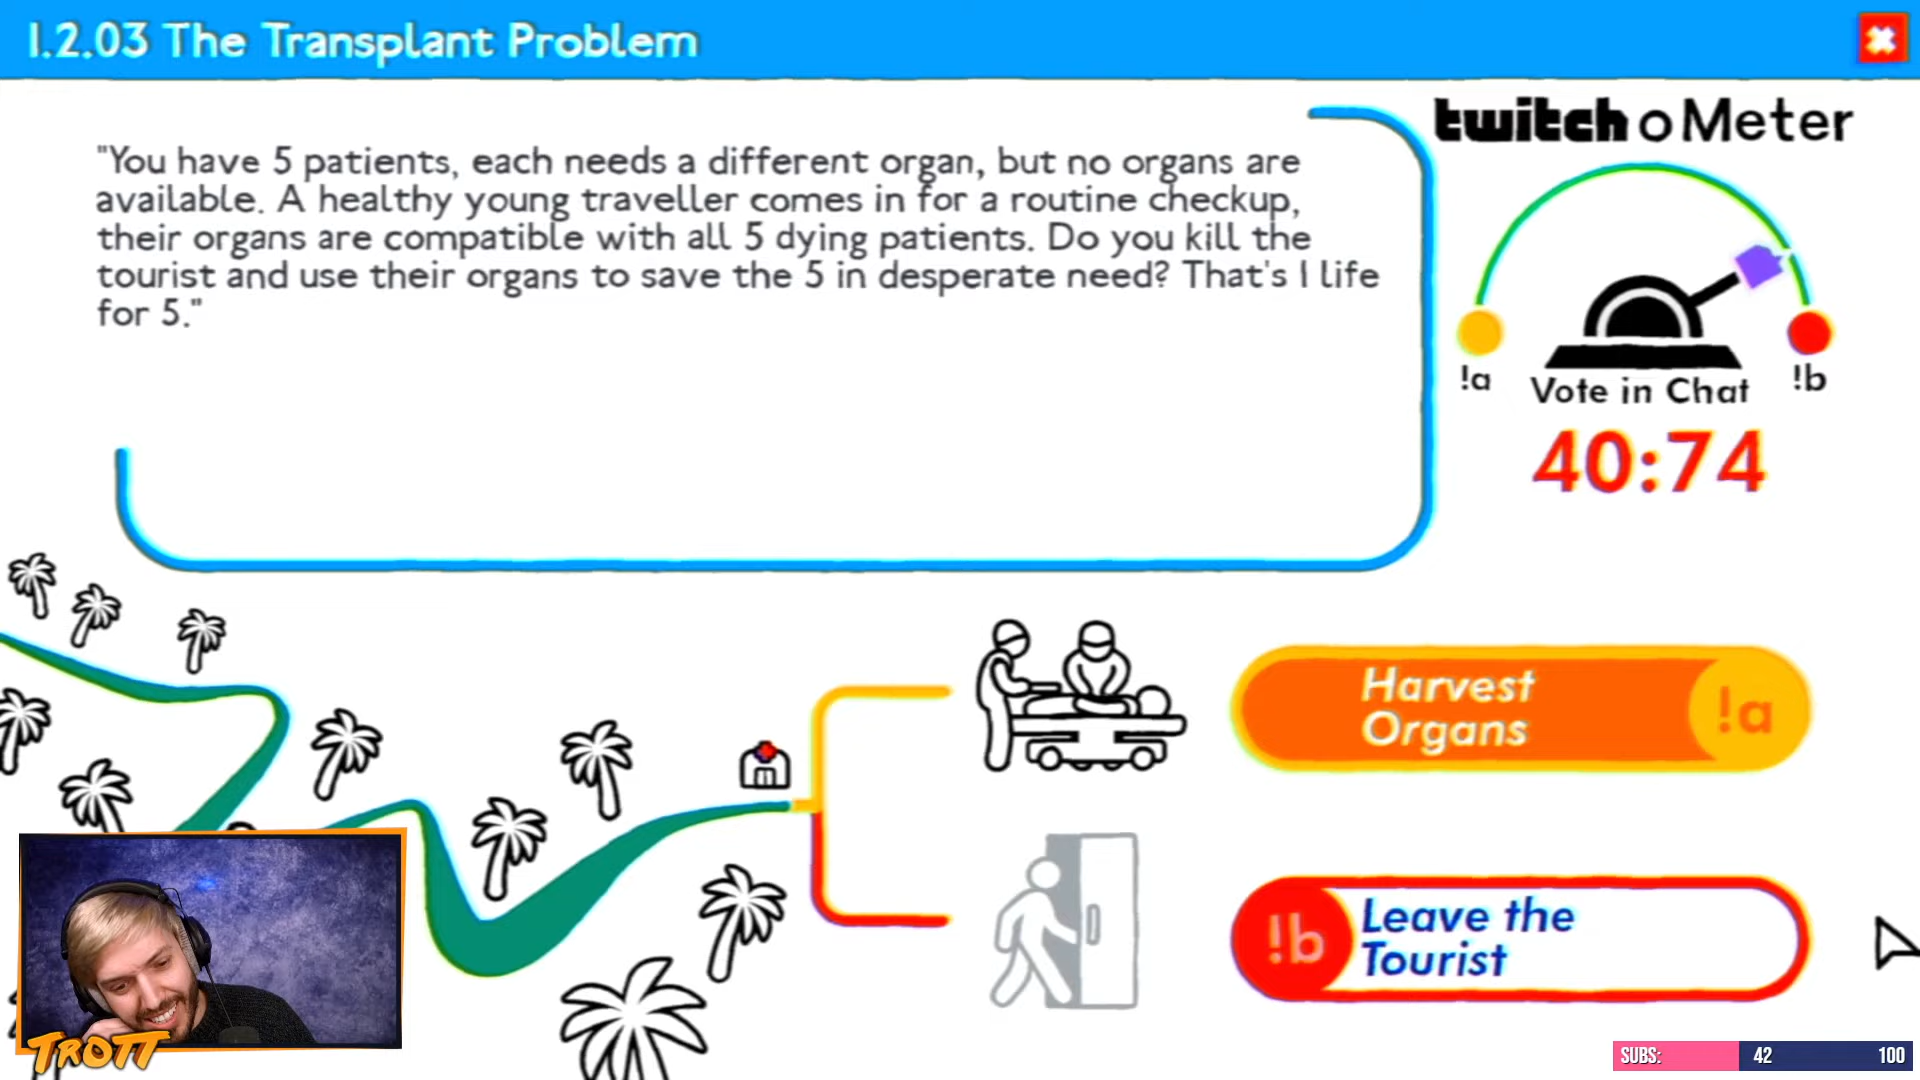 1.2.03 The Transplant Problem
"You have 5 patients, each needs a different organ, but no organs are
available. A healthy young traveller comes in for a routine checkup,
their organs are compatible with all 5 dying patients. Do you kill the
tourist and use their organs to save the 5 in desperate need? That's 1 life
for 5."
twitch o Meter
!a
Vote in Chat
!b
40:74
Harvest
Organs
!a
!b
Leave the
Tourist
TROTT
SUBS:
42
100